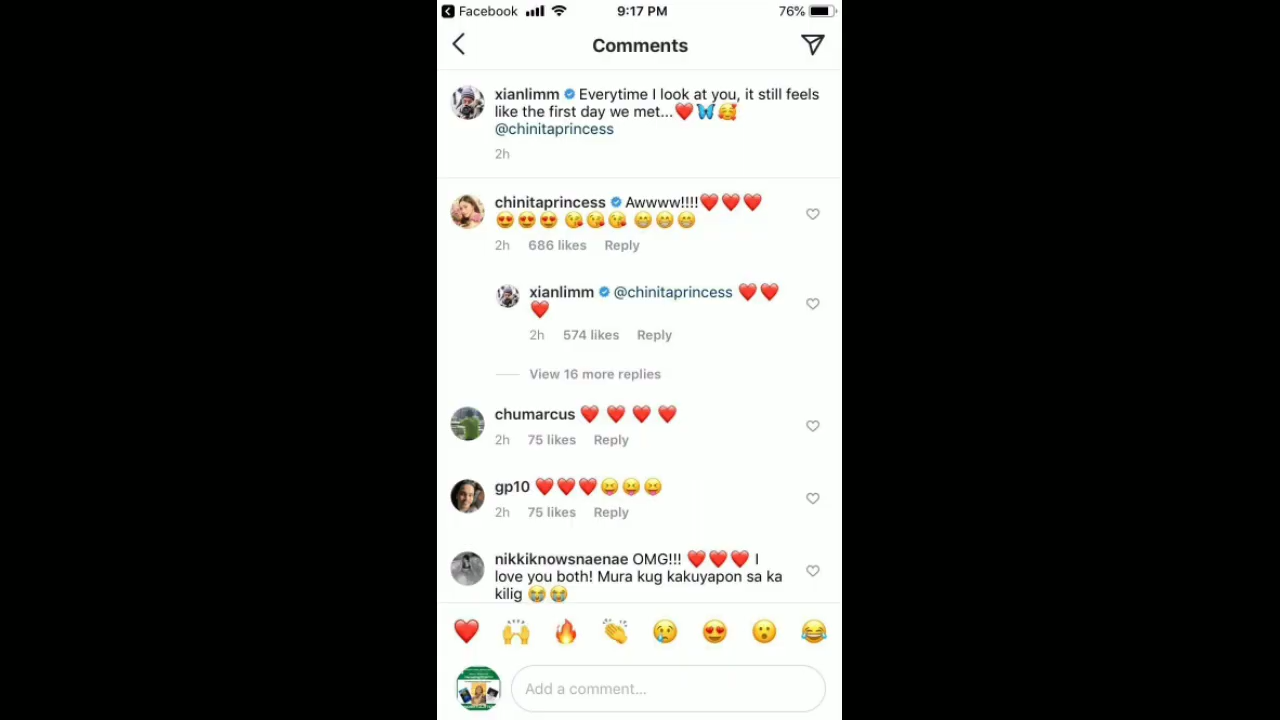 Facebook 9:17 PM 76%
Comments
xianlimm Everytime I look at you, it still feels
like the first day we met...❤️🦋🥰
@chinitaprincess
2h
chinitaprincess Awwww!!!!❤️❤️❤️
😍😍😍😘😘😘😁😁😁
2h 686 likes Reply
xianlimm @chinitaprincess ❤️❤️
❤️
2h 574 likes Reply
View 16 more replies
chumarcus ❤️ ❤️ ❤️ ❤️
2h 75 likes Reply
gp10 ❤️❤️❤️😝😝😝
2h 75 likes Reply
nikkiknowsnaenae OMG!!! ❤️❤️❤️ I
love you both! Mura kug kakuyapon sa ka
kilig 😭😭
❤️ 🙌 🔥 👏 😢 😍 😮 😂
Add a comment...